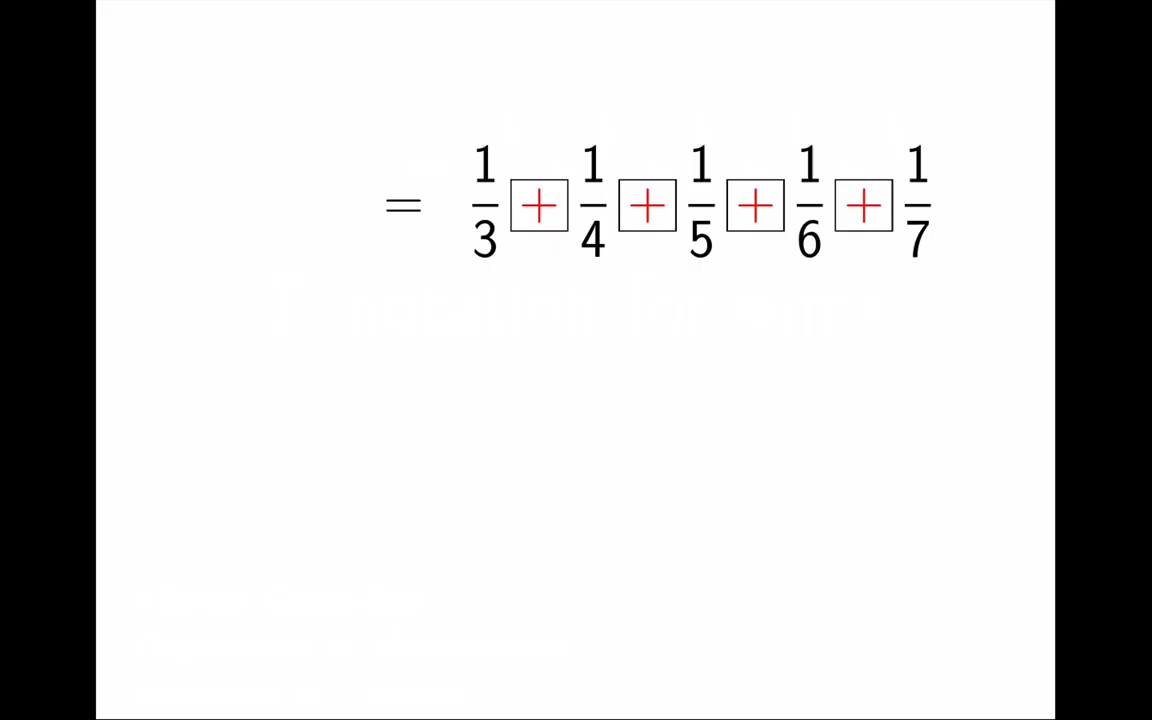 = 1/3 + 1/4 + 1/5 + 1/6 + 1/7